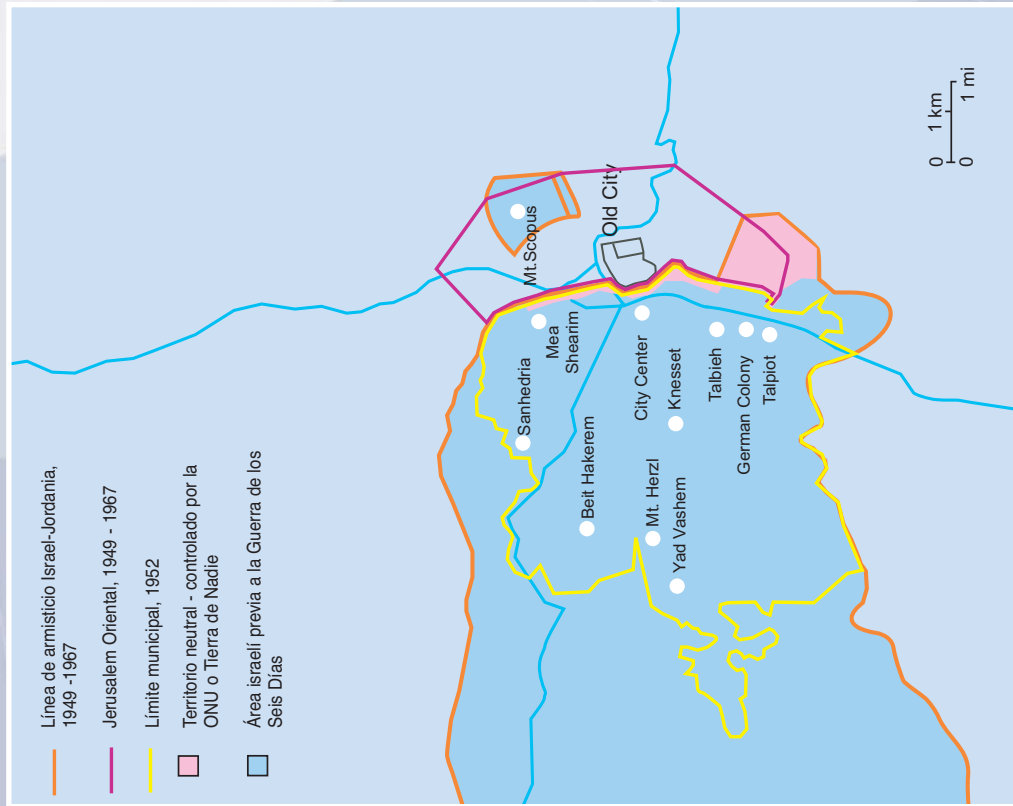 Línea de armisticio Israel-Jordania,
1949 -1967
Jerusalem Oriental, 1949 - 1967
Límite municipal, 1952
Territorio neutral - controlado por la
ONU o Tierra de Nadie
Área israelí previa a la Guerra de los
Seis Días
Sanhedria
Mea
Shearim
Mt.Scopus
Old City
Beit Hakerem
City Center
Mt. Herzl
Knesset
Yad Vashem
Talbieh
German Colony
Talpiot
0 1 km
0 1 mi